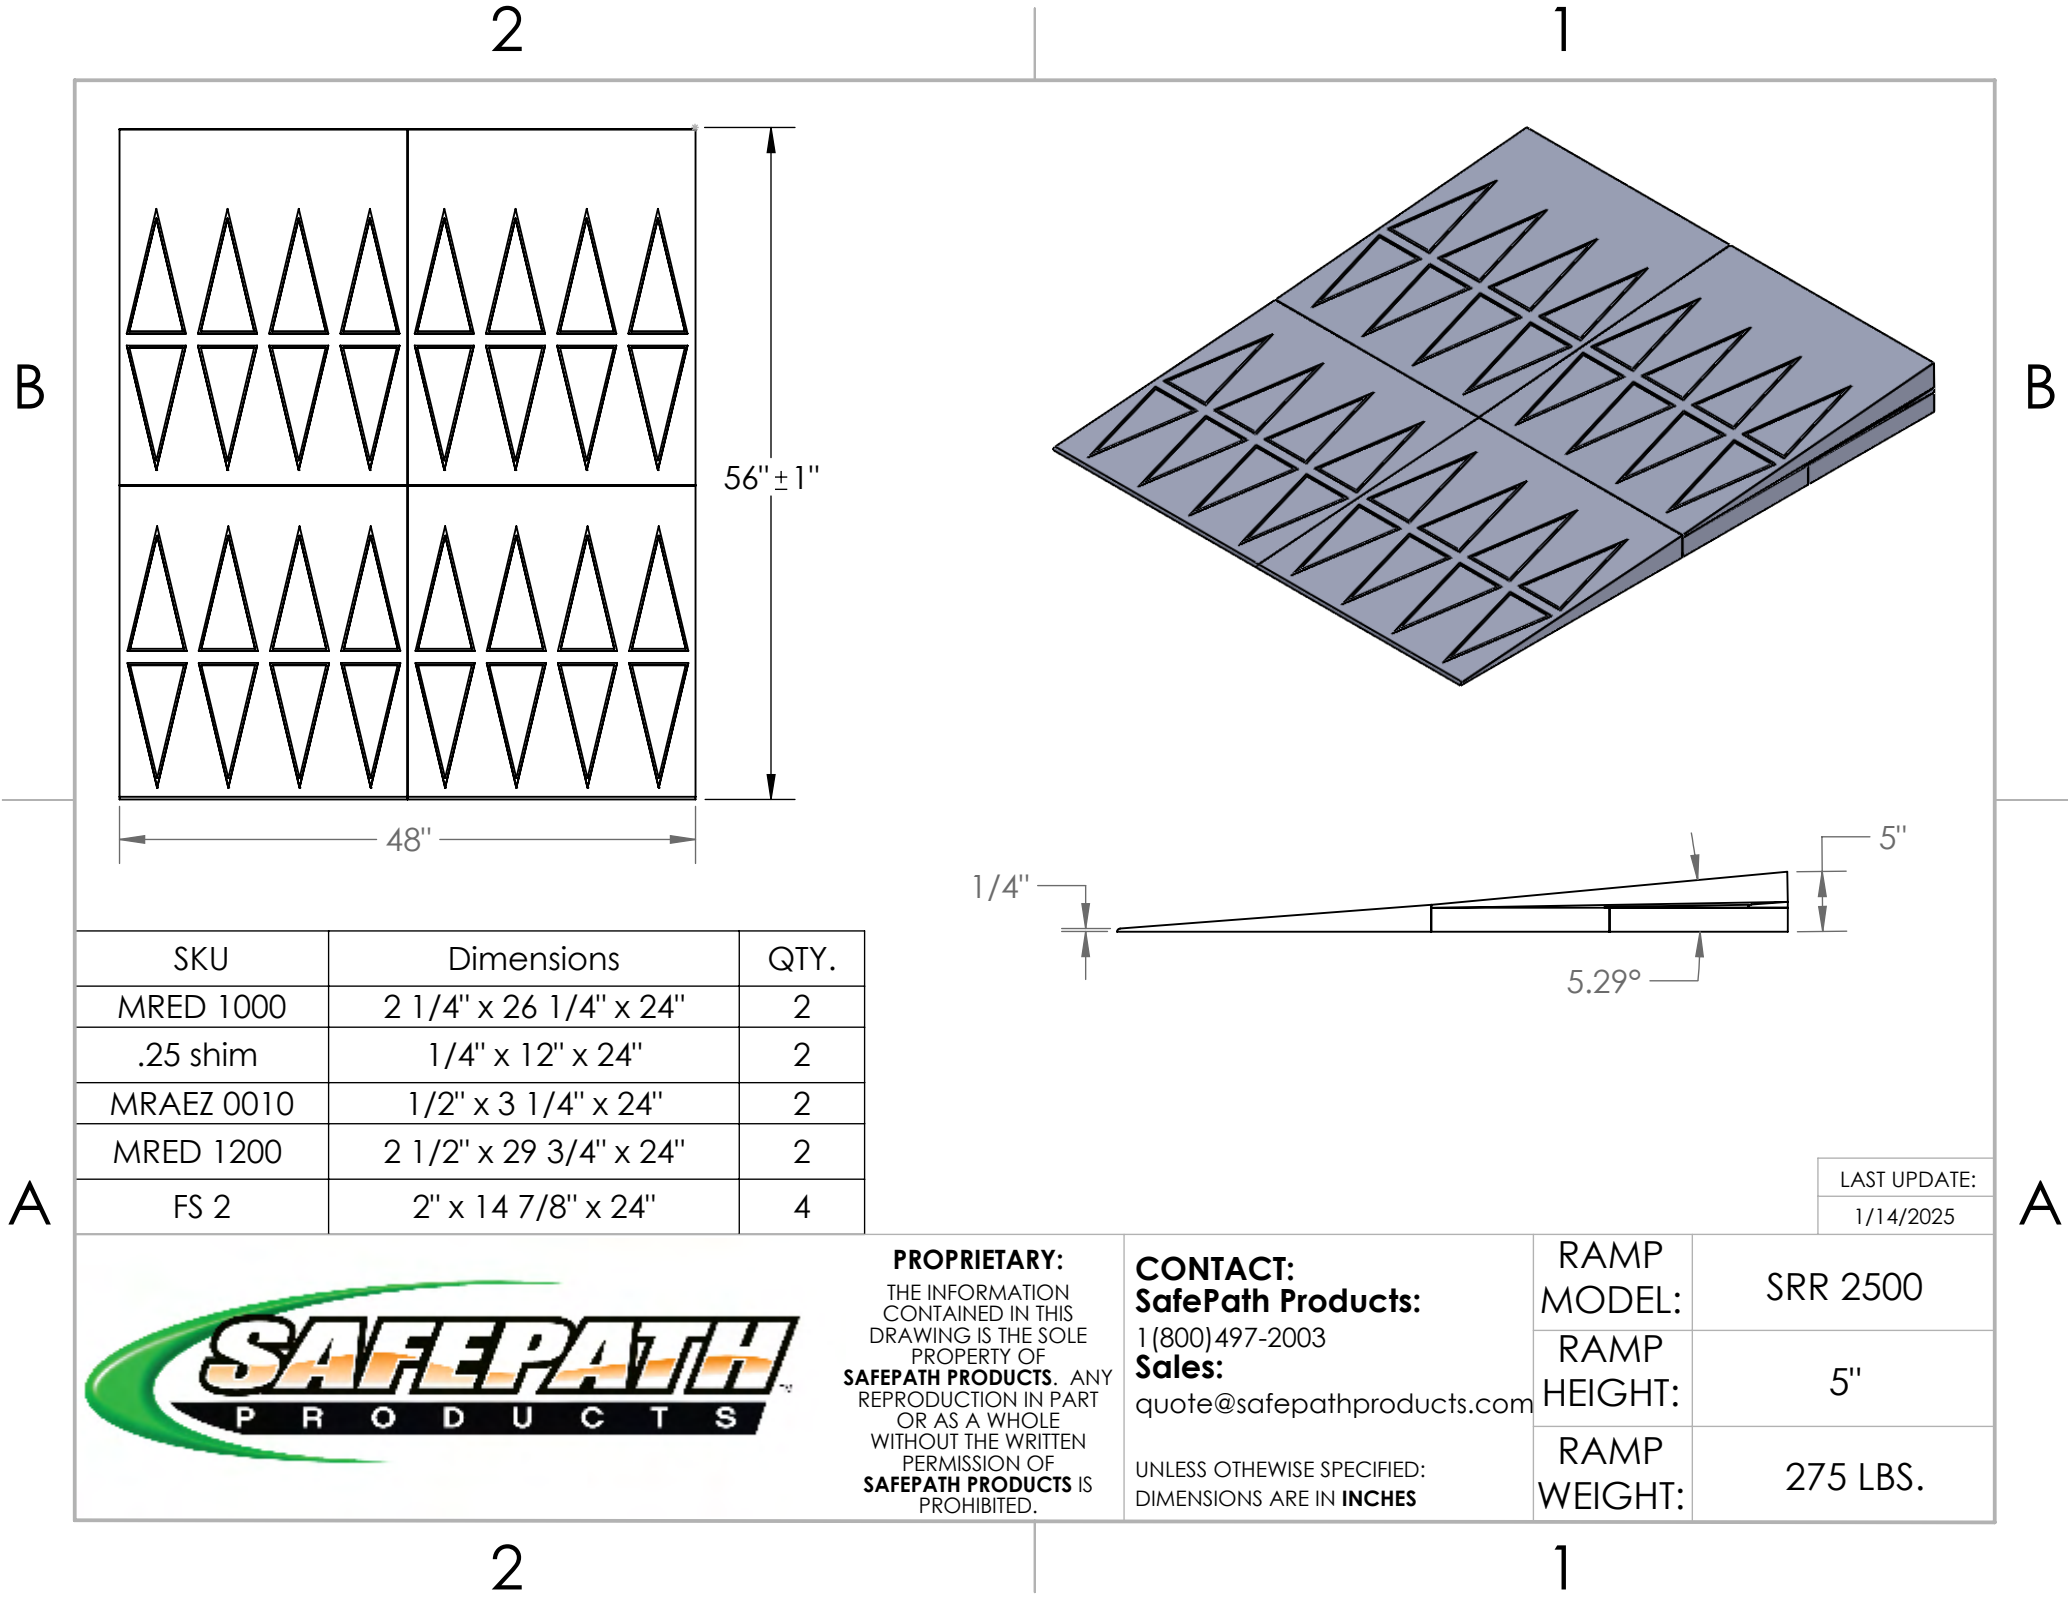 2
1
B
B
56"±1"
48"
1/4"
5"
5.29°
SKU Dimensions QTY.
MRED 1000 2 1/4" x 26 1/4" x 24" 2
.25 shim 1/4" x 12" x 24" 2
MRAEZ 0010 1/2" x 3 1/4" x 24" 2
MRED 1200 2 1/2" x 29 3/4" x 24" 2
FS 2 2" x 14 7/8" x 24" 4
A
A
LAST UPDATE:
1/14/2025
SAFEPATH
PRODUCTS
PROPRIETARY:
THE INFORMATION
CONTAINED IN THIS
DRAWING IS THE SOLE
PROPERTY OF
SAFEPATH PRODUCTS. ANY
REPRODUCTION IN PART
OR AS A WHOLE
WITHOUT THE WRITTEN
PERMISSION OF
SAFEPATH PRODUCTS IS
PROHIBITED.
CONTACT:
SafePath Products:
1(800)497-2003
Sales:
quote@safepathproducts.com
UNLESS OTHEWISE SPECIFIED:
DIMENSIONS ARE IN INCHES
RAMP
MODEL:
SRR 2500
RAMP
HEIGHT:
5"
RAMP
WEIGHT:
275 LBS.
2
1